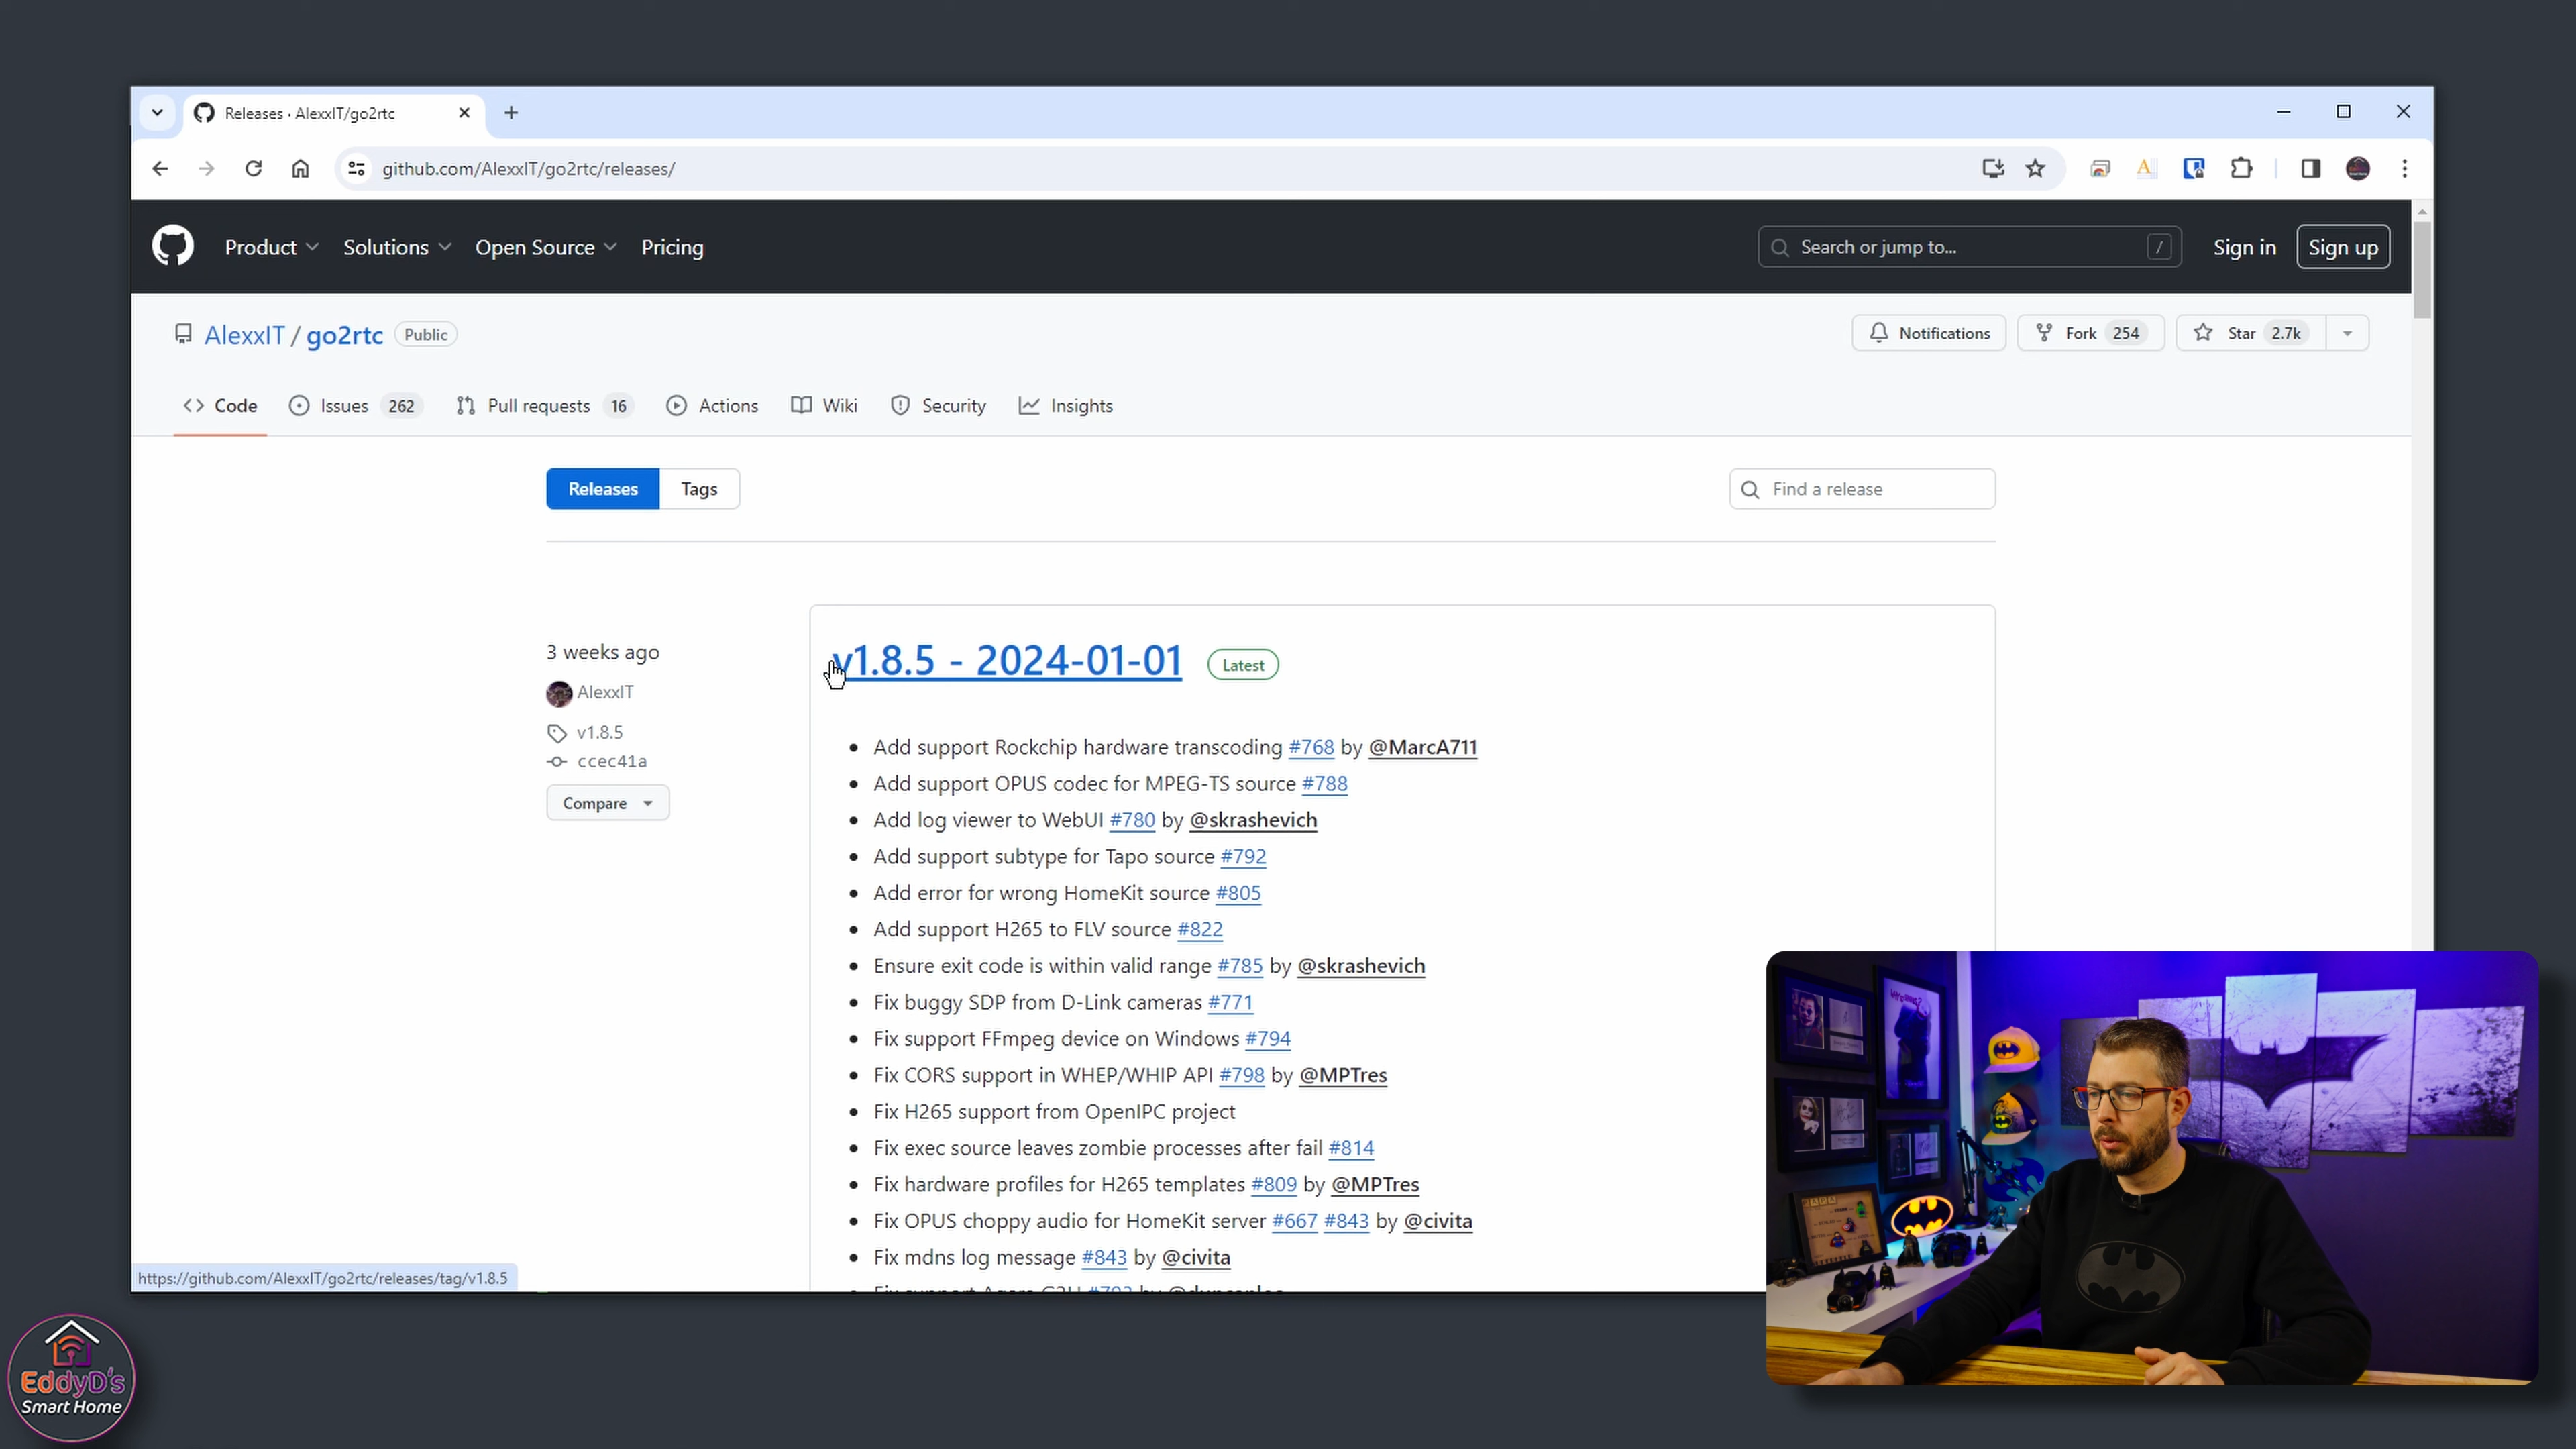 Releases · AlexxIT/go2rtc
github.com/AlexxIT/go2rtc/releases/
Product
Solutions
Open Source
Pricing
Search or jump to...
/
Sign in
Sign up
AlexxIT / go2rtc
Public
Notifications
Fork 254
Star 2.7k
Code
Issues 262
Pull requests 16
Actions
Wiki
Security
Insights
Releases
Tags
Find a release
3 weeks ago
AlexxIT
v1.8.5
ccec41a
Compare
v1.8.5 - 2024-01-01
Latest
Add support Rockchip hardware transcoding #768 by @MarcA711
Add support OPUS codec for MPEG-TS source #788
Add log viewer to WebUI #780 by @skrashevich
Add support subtype for Tapo source #792
Add error for wrong HomeKit source #805
Add support H265 to FLV source #822
Ensure exit code is within valid range #785 by @skrashevich
Fix buggy SDP from D-Link cameras #771
Fix support FFmpeg device on Windows #794
Fix CORS support in WHEP/WHIP API #798 by @MPTres
Fix H265 support from OpenIPC project
Fix exec source leaves zombie processes after fail #814
Fix hardware profiles for H265 templates #809 by @MPTres
Fix OPUS choppy audio for HomeKit server #667 #843 by @civita
Fix mdns log message #843 by @civita
https://github.com/AlexxIT/go2rtc/releases/tag/v1.8.5
EddyD's
Smart Home